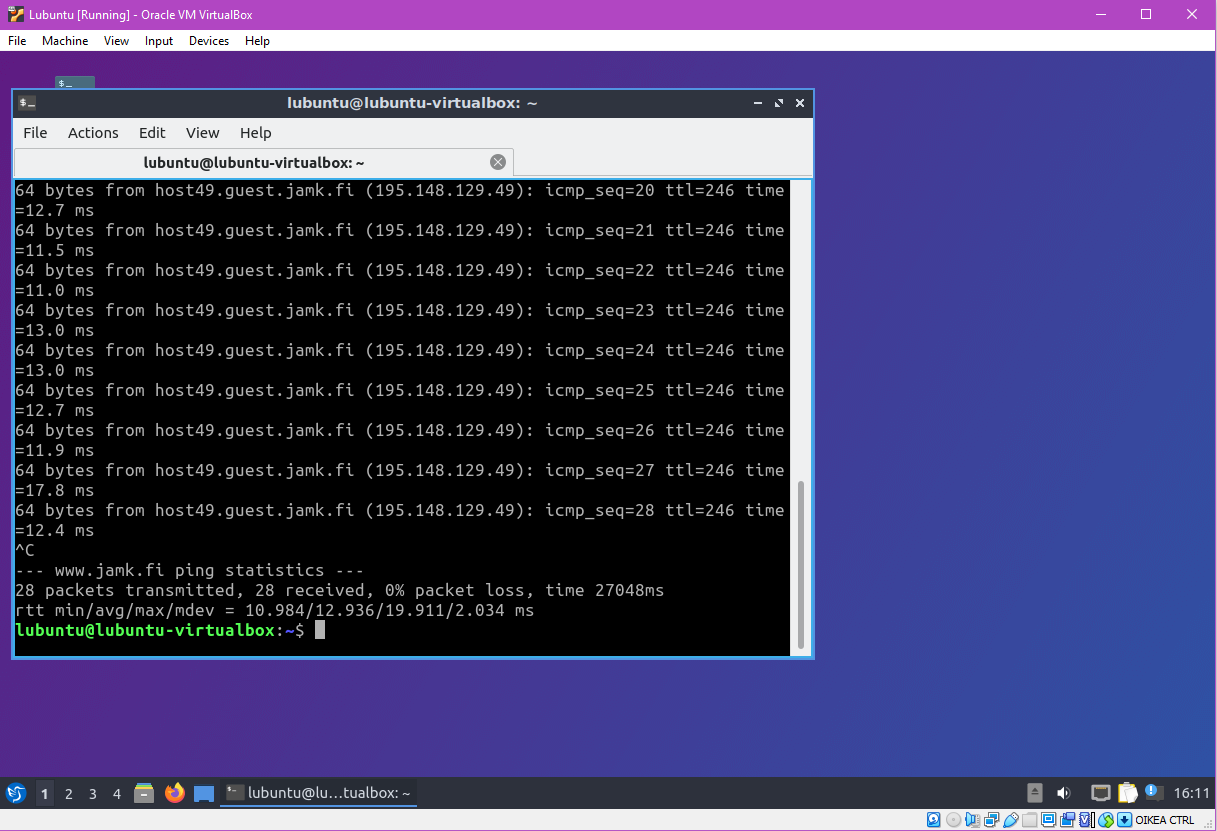 Lubuntu [Running] - Oracle VM VirtualBox
File Machine View Input Devices Help
$_
$_ lubuntu@lubuntu-virtualbox: ~
File Actions Edit View Help
lubuntu@lubuntu-virtualbox: ~
64 bytes from host49.guest.jamk.fi (195.148.129.49): icmp_seq=20 ttl=246 time
=12.7 ms
64 bytes from host49.guest.jamk.fi (195.148.129.49): icmp_seq=21 ttl=246 time
=11.5 ms
64 bytes from host49.guest.jamk.fi (195.148.129.49): icmp_seq=22 ttl=246 time
=11.0 ms
64 bytes from host49.guest.jamk.fi (195.148.129.49): icmp_seq=23 ttl=246 time
=13.0 ms
64 bytes from host49.guest.jamk.fi (195.148.129.49): icmp_seq=24 ttl=246 time
=13.0 ms
64 bytes from host49.guest.jamk.fi (195.148.129.49): icmp_seq=25 ttl=246 time
=12.7 ms
64 bytes from host49.guest.jamk.fi (195.148.129.49): icmp_seq=26 ttl=246 time
=11.9 ms
64 bytes from host49.guest.jamk.fi (195.148.129.49): icmp_seq=27 ttl=246 time
=17.8 ms
64 bytes from host49.guest.jamk.fi (195.148.129.49): icmp_seq=28 ttl=246 time
=12.4 ms
^C
--- www.jamk.fi ping statistics ---
28 packets transmitted, 28 received, 0% packet loss, time 27048ms
rtt min/avg/max/mdev = 10.984/12.936/19.911/2.034 ms
lubuntu@lubuntu-virtualbox:~$
1 2 3 4 lubuntu@lu…tualbox: ~ 16:11
OIKEA CTRL